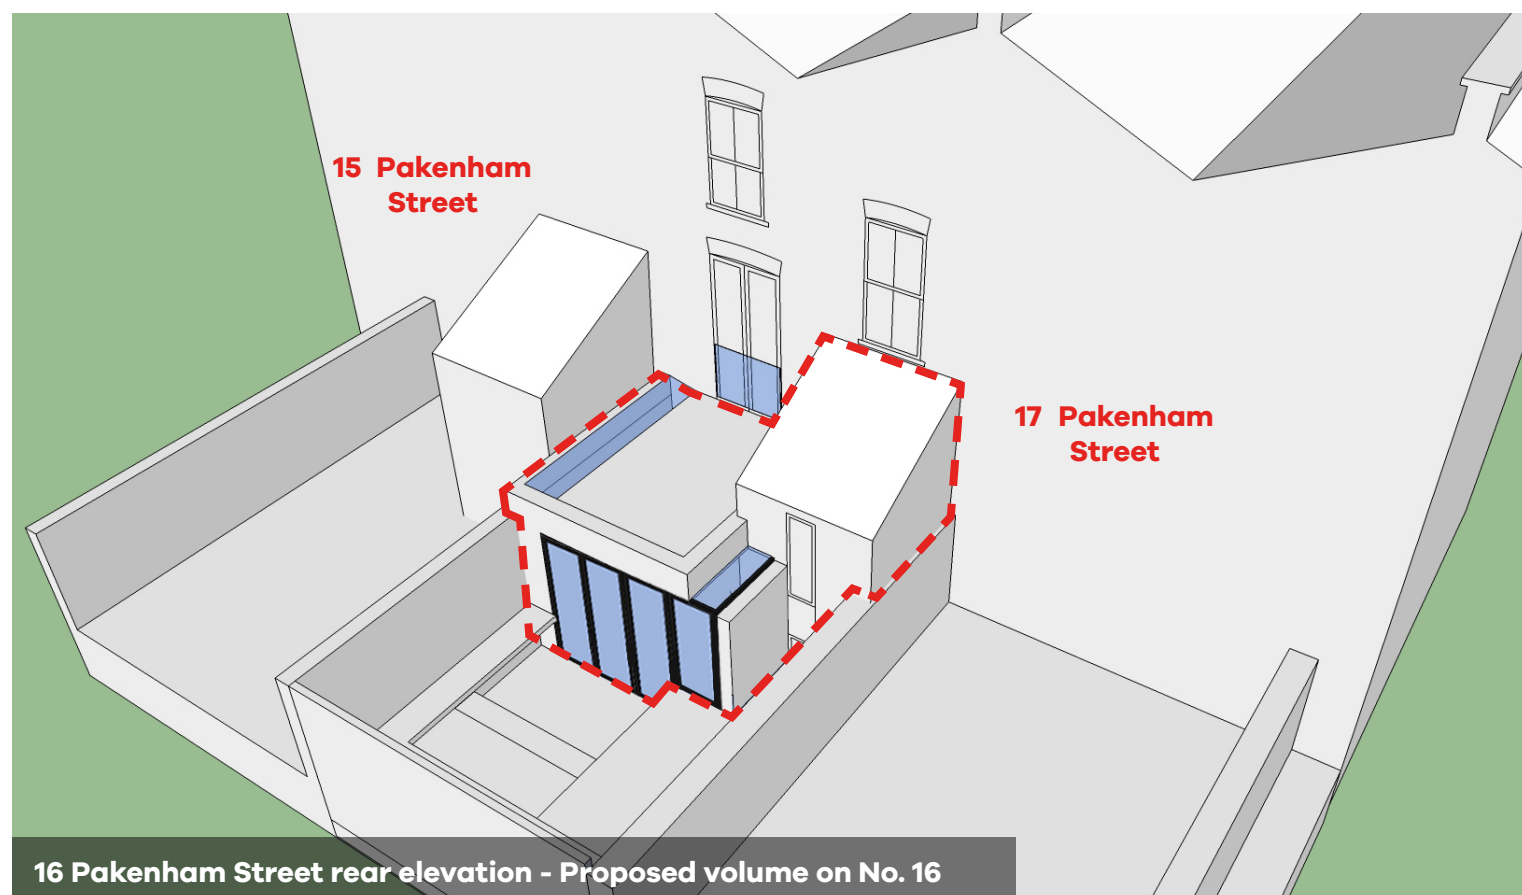 15 Pakenham
Street
17 Pakenham
Street
16 Pakenham Street rear elevation - Proposed volume on No. 16